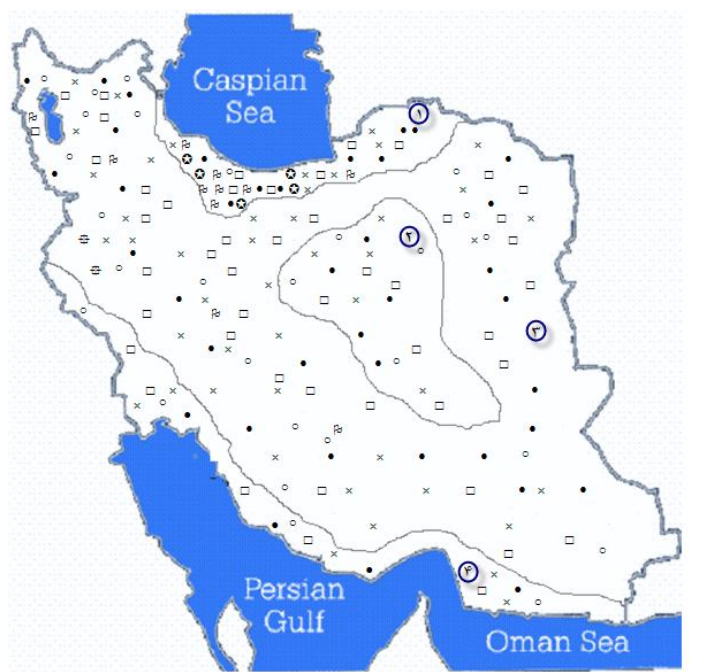 Caspian
Sea
۱
۲
۳
۴
Persian
Gulf
Oman Sea